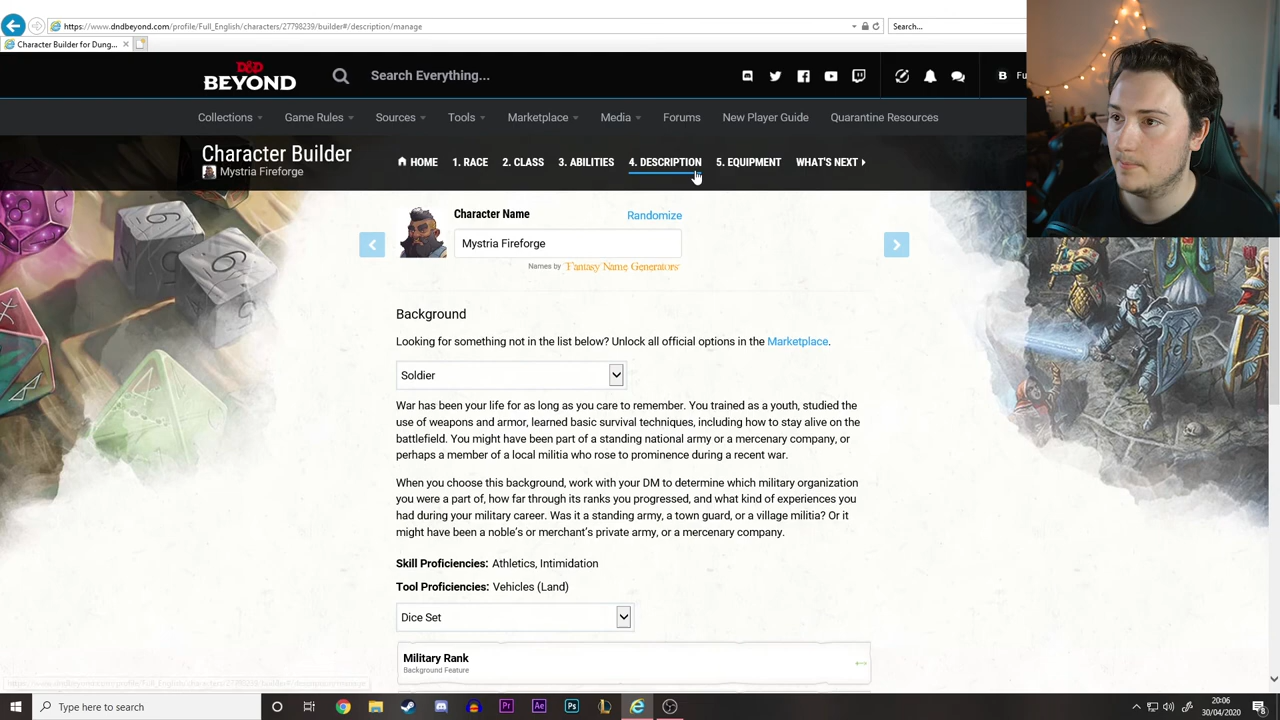 https://www.dndbeyond.com/profile/Full_English/characters/27798239/builder#/description/manage
Search...
Character Builder for Dung...
D&D
BEYOND
Search Everything...
B Fu
Collections
Game Rules
Sources
Tools
Marketplace
Media
Forums
New Player Guide
Quarantine Resources
Character Builder
Mystria Fireforge
HOME
1. RACE
2. CLASS
3. ABILITIES
4. DESCRIPTION
5. EQUIPMENT
WHAT'S NEXT
Character Name
Randomize
Mystria Fireforge
Names by Fantasy Name Generators
Background
Looking for something not in the list below? Unlock all official options in the Marketplace.
Soldier
War has been your life for as long as you care to remember. You trained as a youth, studied the
use of weapons and armor, learned basic survival techniques, including how to stay alive on the
battlefield. You might have been part of a standing national army or a mercenary company, or
perhaps a member of a local militia who rose to prominence during a recent war.
When you choose this background, work with your DM to determine which military organization
you were a part of, how far through its ranks you progressed, and what kind of experiences you
had during your military career. Was it a standing army, a town guard, or a village militia? Or it
might have been a noble's or merchant's private army, or a mercenary company.
Skill Proficiencies: Athletics, Intimidation
Tool Proficiencies: Vehicles (Land)
Dice Set
Military Rank
Background Feature
Type here to search
Pr
Ae
Ps
20:06
30/04/2020
8